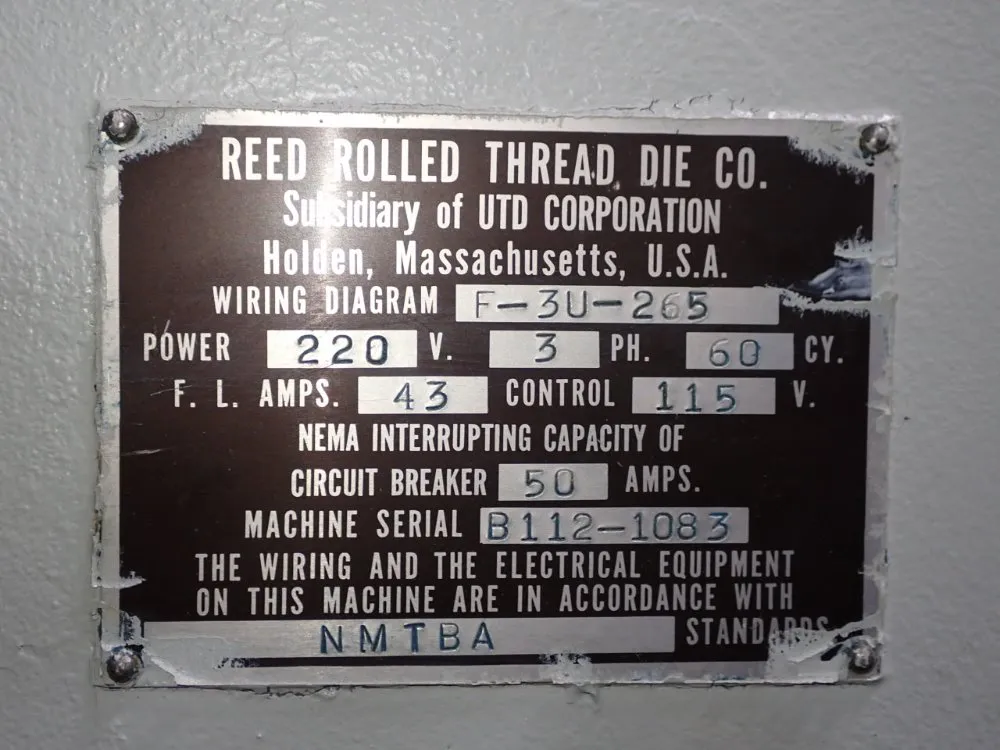 REED ROLLED THREAD DIE CO.
Subsidiary of UTD CORPORATION
Holden, Massachusetts, U.S.A.
WIRING DIAGRAM F-3U-265
POWER 220 V. 3 PH. 60 CY.
F. L. AMPS. 43 CONTROL 115 V.
NEMA INTERRUPTING CAPACITY OF
CIRCUIT BREAKER 50 AMPS.
MACHINE SERIAL B112-1083
THE WIRING AND THE ELECTRICAL EQUIPMENT
ON THIS MACHINE ARE IN ACCORDANCE WITH
NMTBA STANDARDS